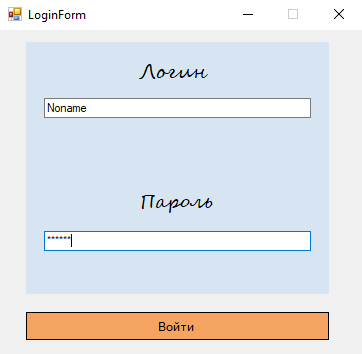 LoginForm
Логин
Noname
Пароль
******
Войти